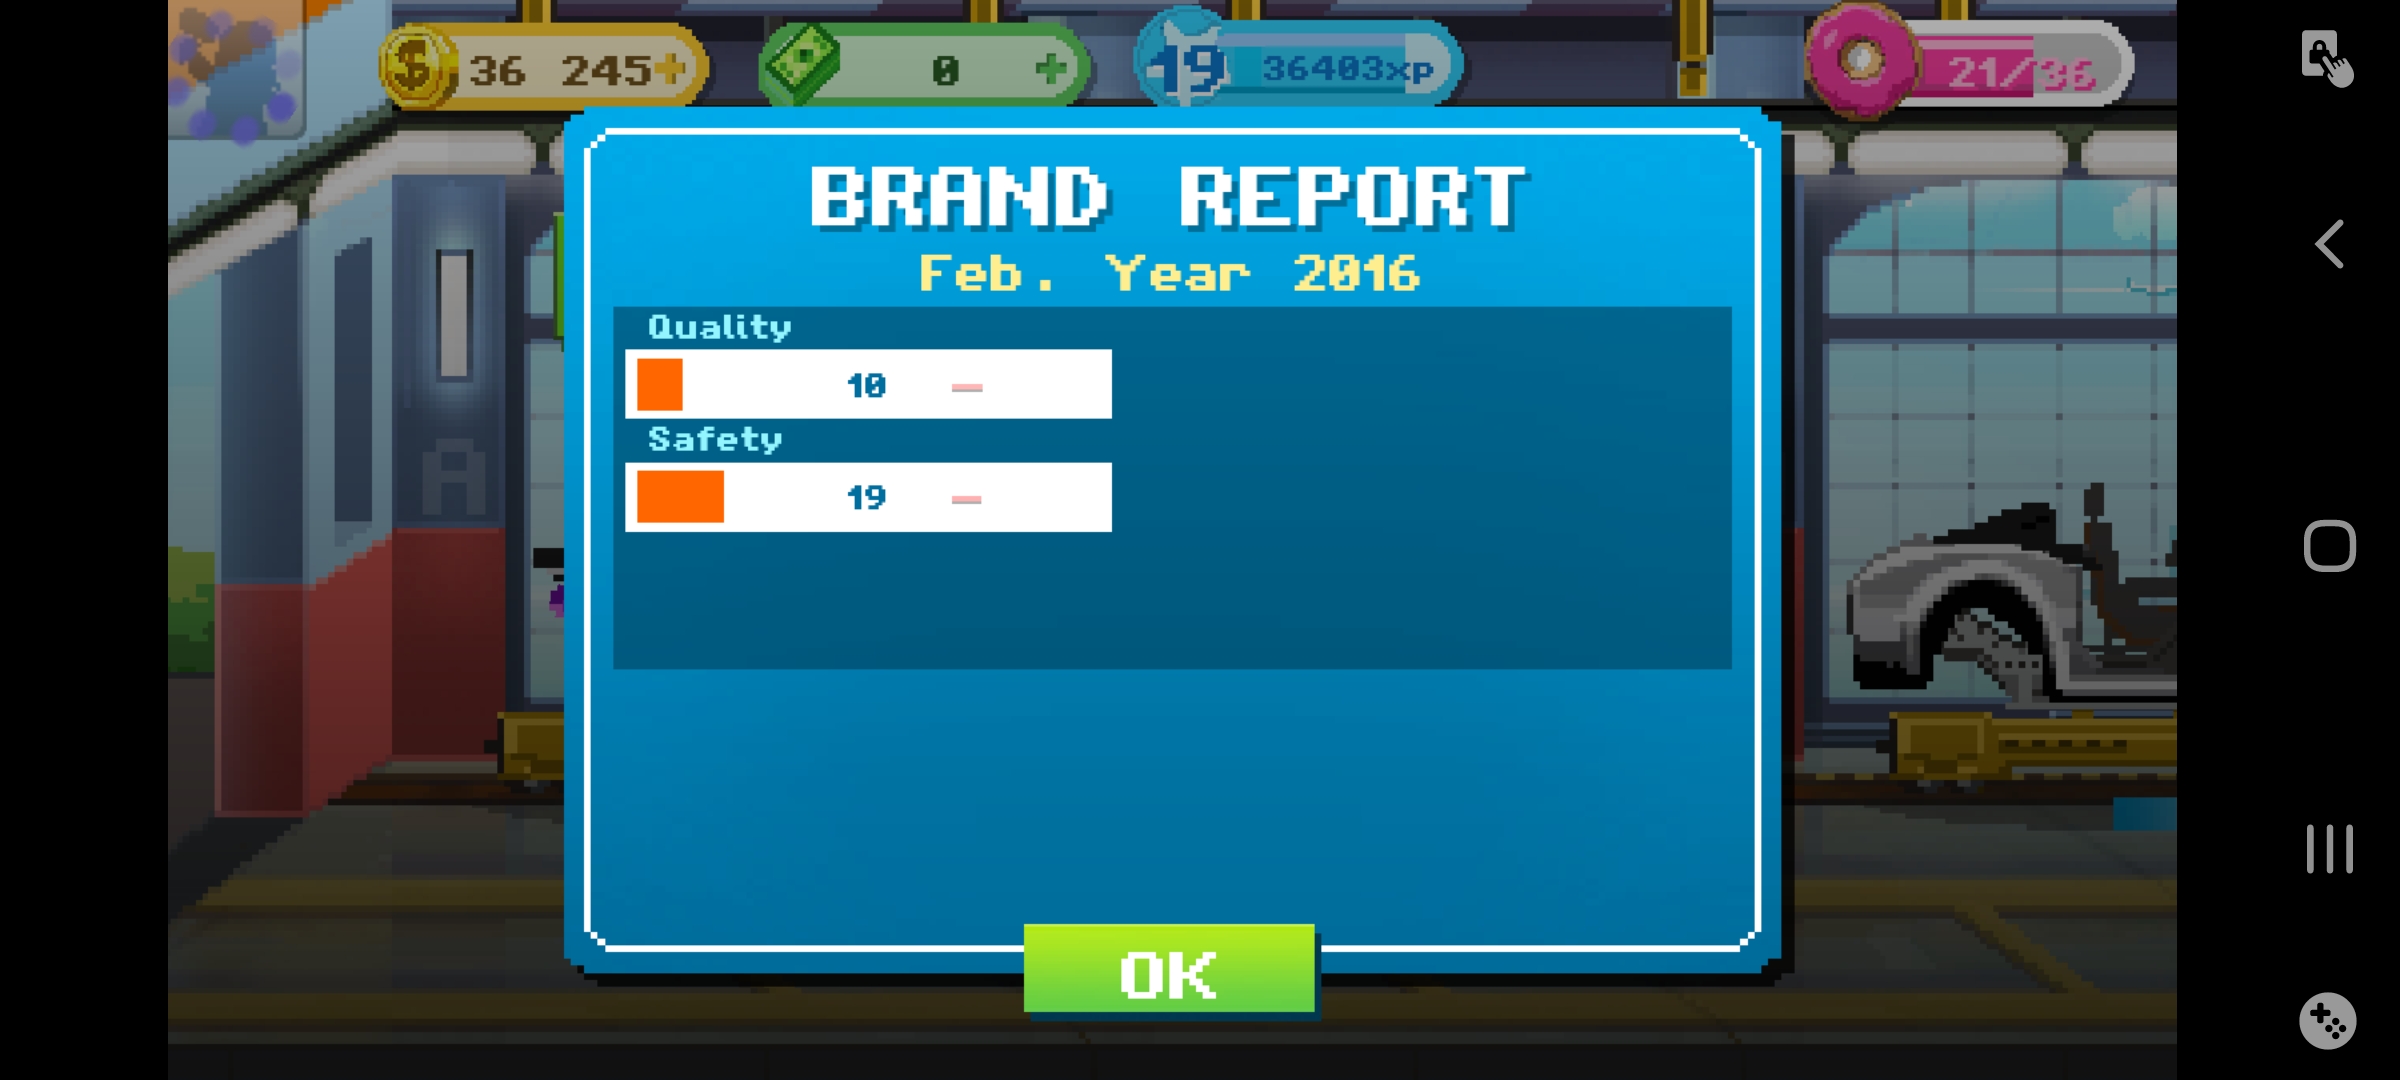 36 245+
0 +
19 36403xp
21/36
BRAND REPORT
Feb. Year 2016
Quality
10 –
Safety
19 –
A
OK